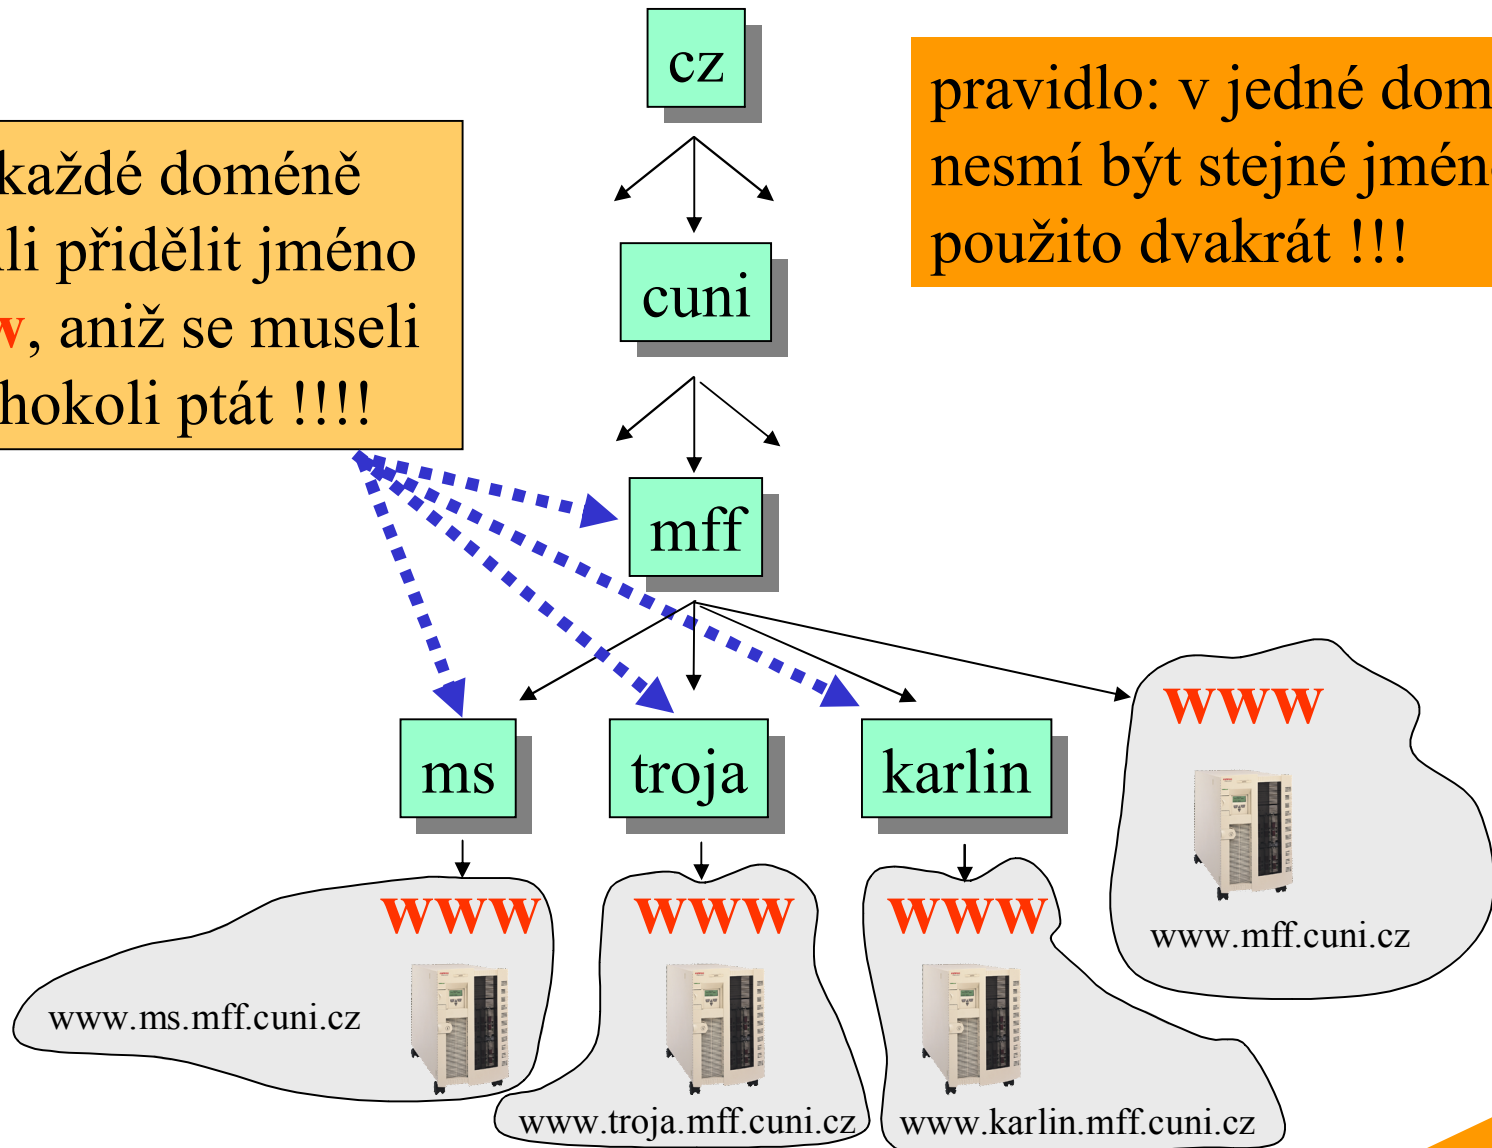 cz
pravidlo: v jedné dom
nesmí být stejné jméno
použito dvakrát !!!
každé doméně
li přidělit jméno
w, aniž se museli
hokoli ptát !!!!
cuni
mff
ms
troja
karlin
www
www.mff.cuni.cz
www
www
www
www.ms.mff.cuni.cz
www.troja.mff.cuni.cz
www.karlin.mff.cuni.cz